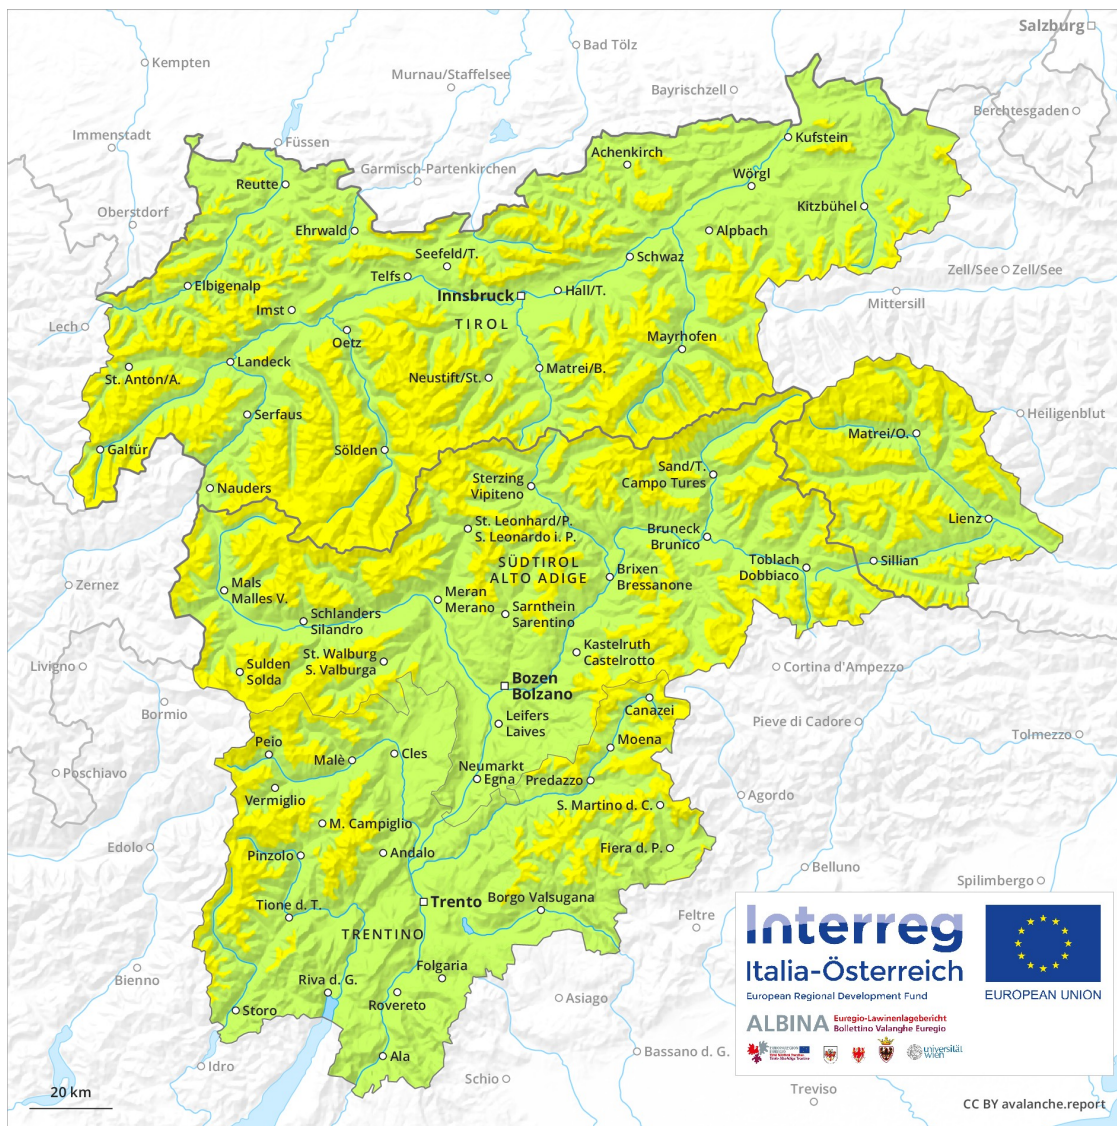 Salzburg
Bad Tölz
Kempten
Murnau/Staffelsee
Bayrischzell
Berchtesgaden
Immenstadt
Füssen
Kufstein
Achenkirch
Garmisch-Partenkirchen
Wörgl
Reutte
Oberstdorf
Kitzbühel
Ehrwald
Alpbach
Seefeld/T.
Schwaz
Telfs
Zell/See
Zell/See
Elbigenalp
Innsbruck
Hall/T.
Mittersill
Imst
TIROL
Lech
Oetz
Mayrhofen
Landeck
Matrei/B.
St. Anton/A.
Neustift/St.
Serfaus
Heiligenblut
Matrei/O.
Galtür
Sölden
Sand/T.
Campo Tures
Sterzing
Vipiteno
Nauders
Lienz
St. Leonhard/P.
S. Leonardo i. P.
Bruneck
Brunico
Toblach
Dobbiaco
Sillian
SÜDTIROL
ALTO ADIGE
Brixen
Bressanone
Zernez
Mals
Malles V.
Meran
Merano
Schlanders
Silandro
Sarnthein
Sarentino
Kastelruth
Castelrotto
St. Walburg
S. Valburga
Livigno
Sulden
Solda
Cortina d'Ampezzo
Bozen
Bolzano
Bormio
Canazei
Leifers
Laives
Pieve di Cadore
Tolmezzo
Peio
Moena
Malè
Cles
Poschiavo
Neumarkt
Egna
Predazzo
Vermiglio
Agordo
S. Martino d. C.
M. Campiglio
Edolo
Pinzolo
Andalo
Fiera d. P.
Belluno
Spilimbergo
Tione d. T.
Trento
Borgo Valsugana
Feltre
TRENTINO
Bienno
Folgaria
Riva d. G.
Rovereto
Asiago
Storo
Ala
Bassano d. G.
Idro
Schio
Treviso
20 km
Interreg
Italia-Österreich
European Regional Development Fund
EUROPEAN UNION
ALBINA
Euregio-Lawinenlagebericht
Bollettino Valanghe Euregio
universität
wien
CC BY avalanche.report